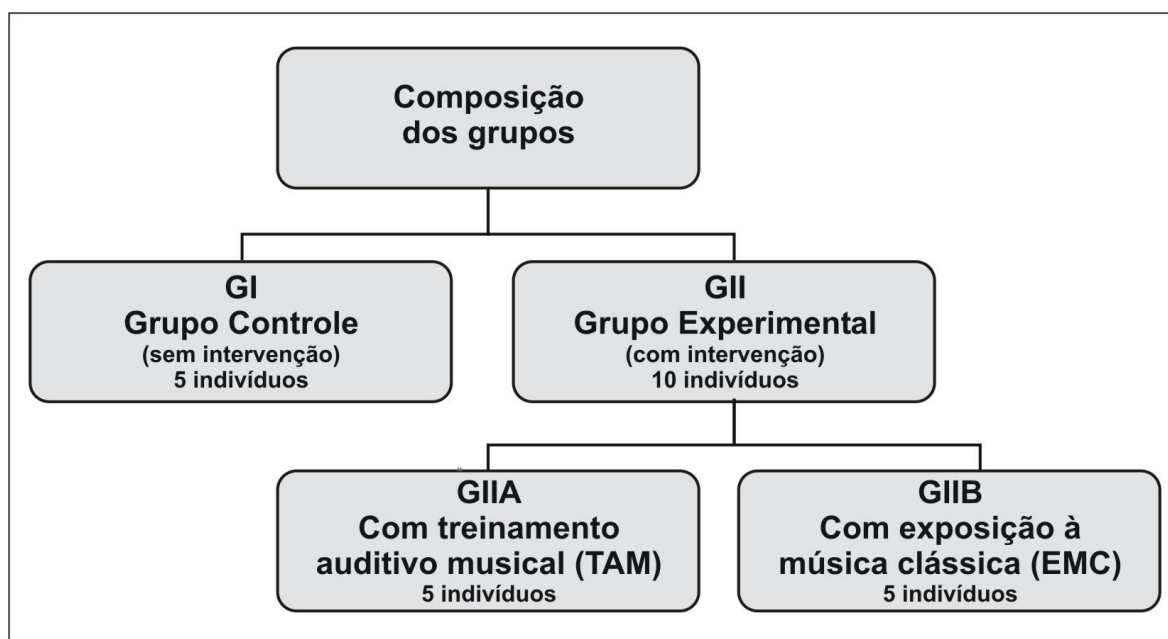 Composição
dos grupos
GI
Grupo Controle
(sem intervenção)
5 indivíduos
GII
Grupo Experimental
(com intervenção)
10 indivíduos
GIIA
Com treinamento
auditivo musical (TAM)
5 indivíduos
GIIB
Com exposição à
música clássica (EMC)
5 indivíduos